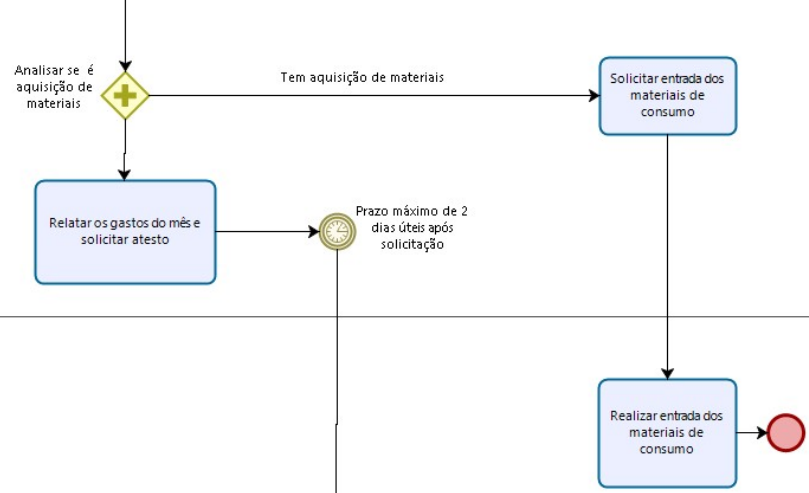 Analisar se é
aquisição de
materiais
Tem aquisição de materiais
Solicitar entrada dos
materiais de
consumo
Relatar os gastos do mês e
solicitar atesto
Prazo máximo de 2
dias úteis após
solicitação
Realizar entrada dos
materiais de
consumo